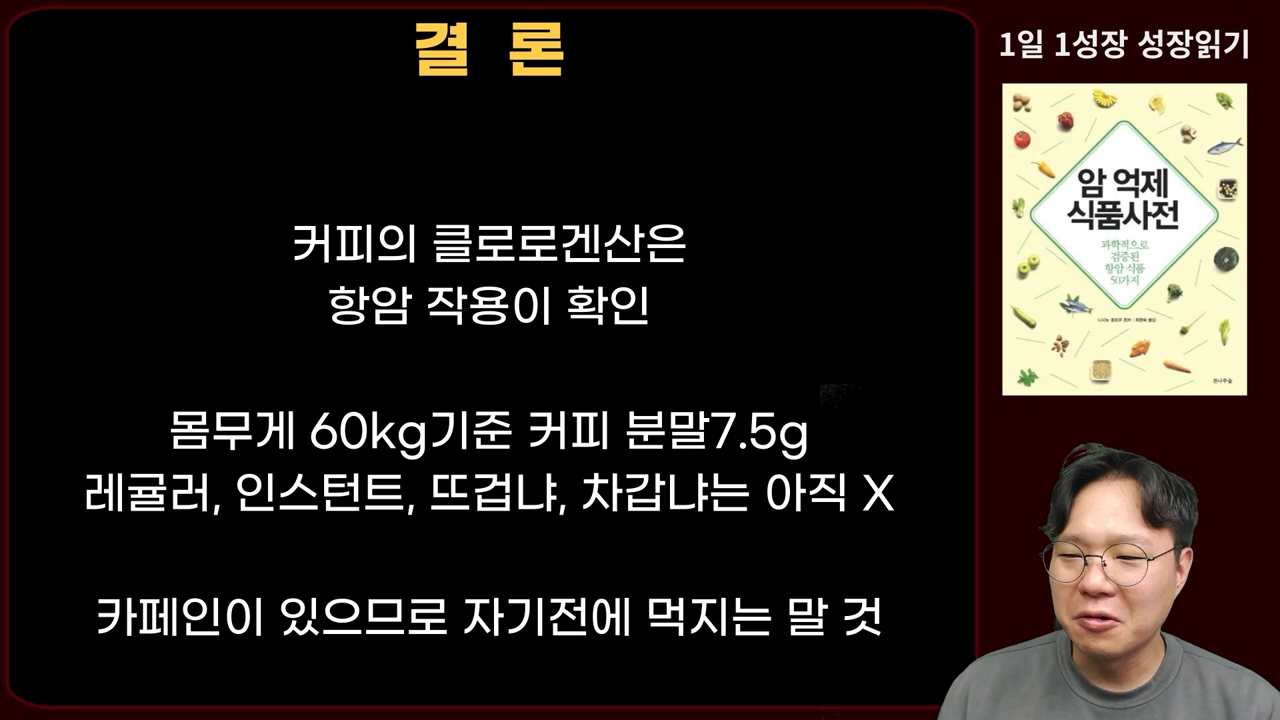 결 론
커피의 클로로겐산은
항암 작용이 확인
몸무게 60kg기준 커피 분말7.5g
레귤러, 인스턴트, 뜨겁냐, 차갑냐는 아직 X
카페인이 있으므로 자기전에 먹지는 말 것
1일 1성장 성장읽기
암 억제
식품사전
과학적으로
검증된
항암 식품
50가지
전나무숲